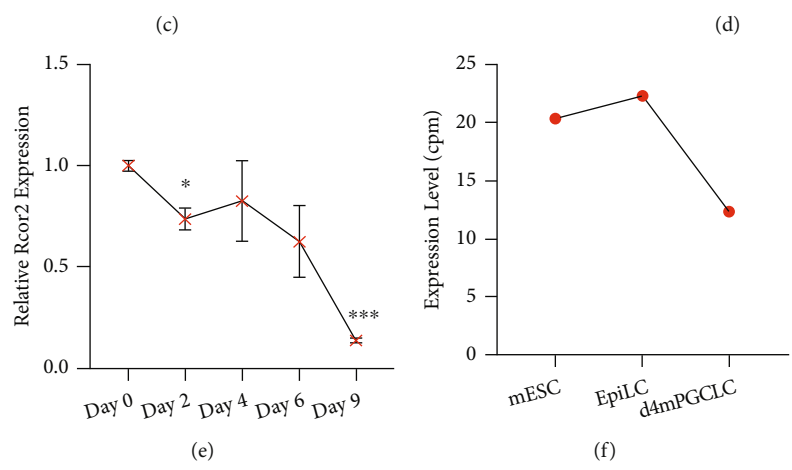 (c)
(d)
1.5
1.0
0.5
0.0
Relative Rcor2 Expression
*
***
Day 0
Day 2
Day 4
Day 6
Day 9
(e)
25
20
15
10
5
0
Expression Level (cpm)
mESC
EpiLC
d4mPGCLC
(f)